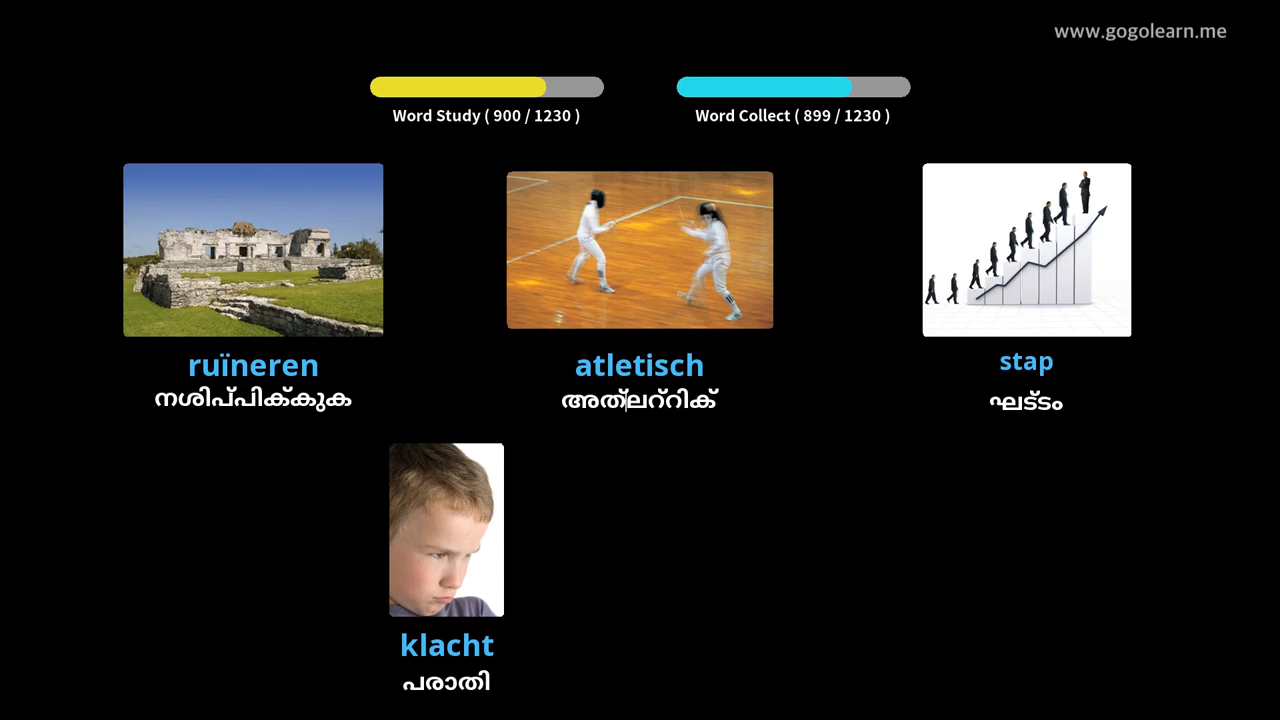 www.gogolearn.me
Word Study ( 900 / 1230 )
Word Collect ( 899 / 1230 )
ruïneren
നശിപ്പിക്കുക
atletisch
അത്‌ലറ്റിക്
stap
ഘട്ടം
klacht
പരാതി